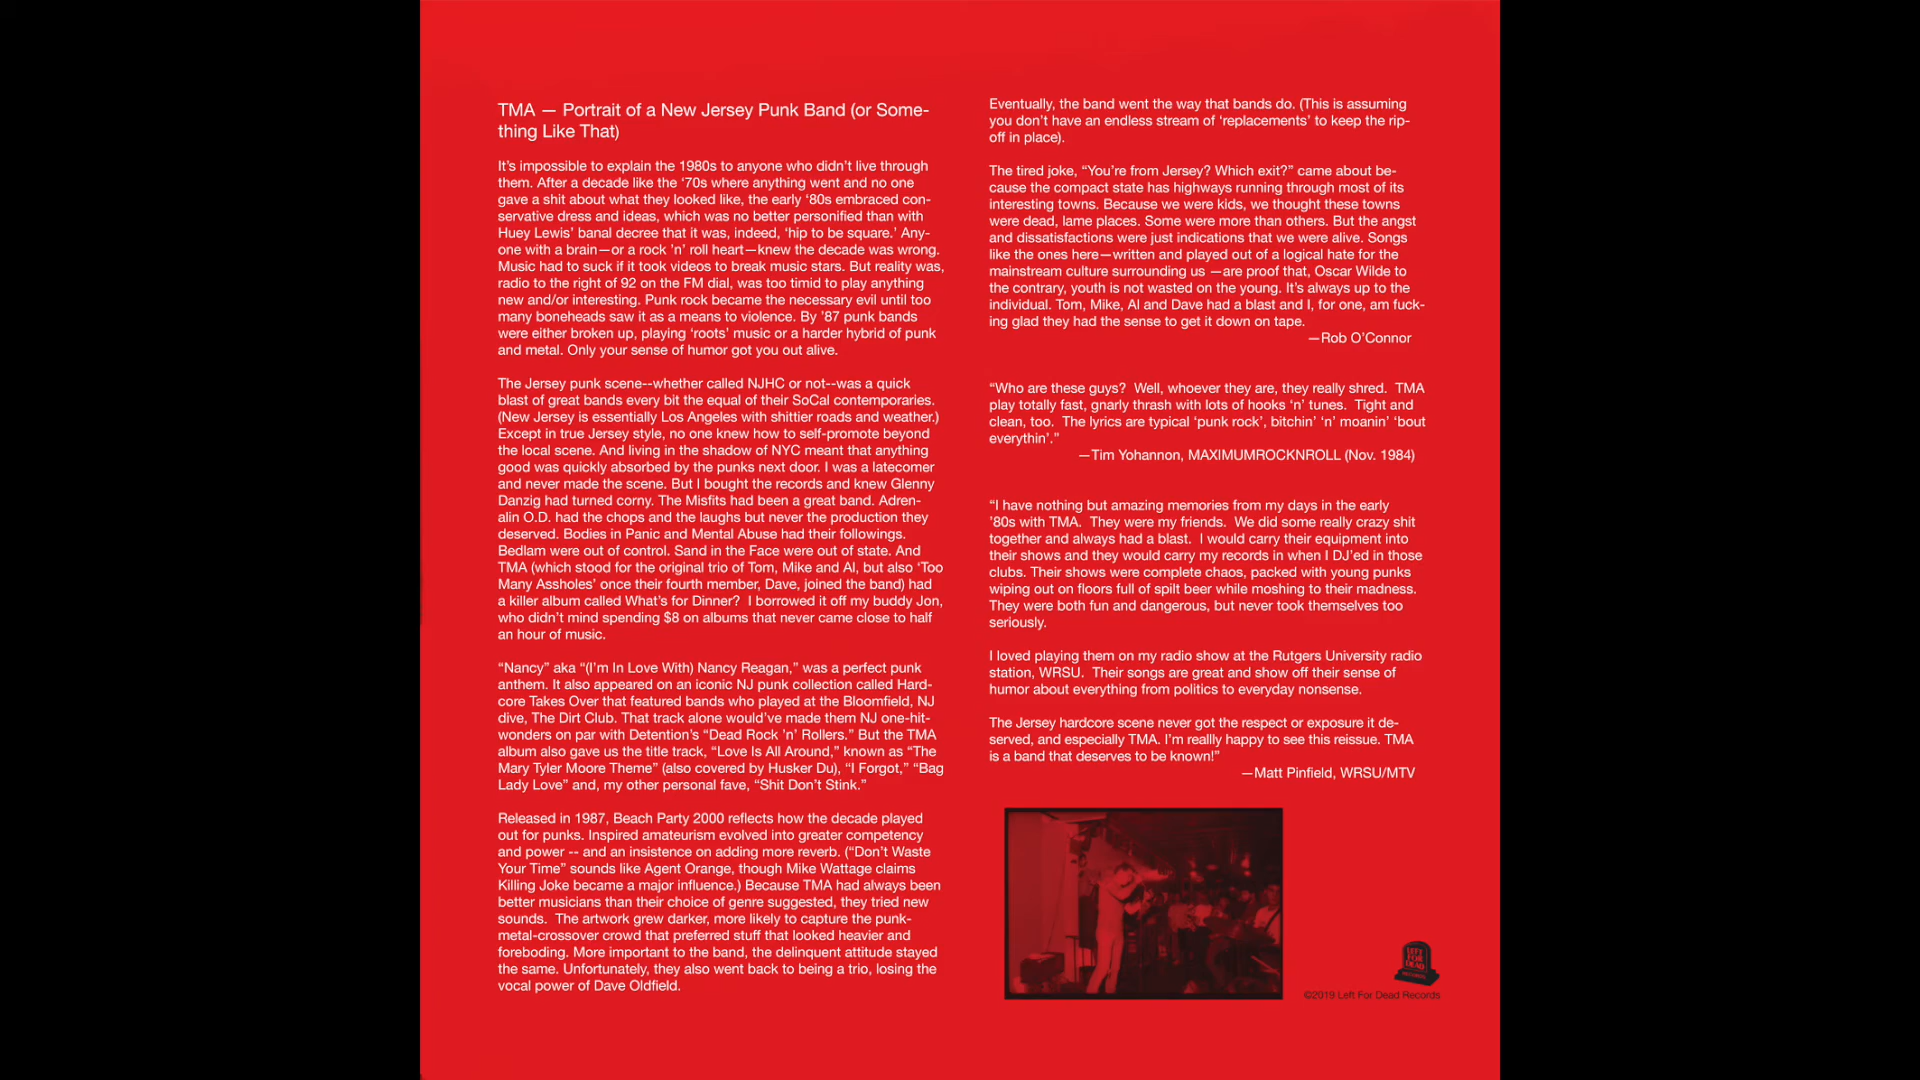 TMA — Portrait of a New Jersey Punk Band (or Some-
thing Like That)
It’s impossible to explain the 1980s to anyone who didn’t live through
them. After a decade like the ‘70s where anything went and no one
gave a shit about what they looked like, the early ‘80s embraced con-
servative dress and ideas, which was no better personified than with
Huey Lewis’ banal decree that it was, indeed, ‘hip to be square.’ Any-
one with a brain—or a rock ’n’ roll heart—knew the decade was wrong.
Music had to suck if it took videos to break music stars. But reality was,
radio to the right of 92 on the FM dial, was too timid to play anything
new and/or interesting. Punk rock became the necessary evil until too
many boneheads saw it as a means to violence. By ’87 punk bands
were either broken up, playing ‘roots’ music or a harder hybrid of punk
and metal. Only your sense of humor got you out alive.
The Jersey punk scene--whether called NJHC or not--was a quick
blast of great bands every bit the equal of their SoCal contemporaries.
(New Jersey is essentially Los Angeles with shittier roads and weather.)
Except in true Jersey style, no one knew how to self-promote beyond
the local scene. And living in the shadow of NYC meant that anything
good was quickly absorbed by the punks next door. I was a latecomer
and never made the scene. But I bought the records and knew Glenny
Danzig had turned corny. The Misfits had been a great band. Adren-
alin O.D. had the chops and the laughs but never the production they
deserved. Bodies in Panic and Mental Abuse had their followings.
Bedlam were out of control. Sand in the Face were out of state. And
TMA (which stood for the original trio of Tom, Mike and Al, but also ‘Too
Many Assholes’ once their fourth member, Dave, joined the band) had
a killer album called What’s for Dinner?  I borrowed it off my buddy Jon,
who didn’t mind spending $8 on albums that never came close to half
an hour of music.
“Nancy” aka “(I’m In Love With) Nancy Reagan,” was a perfect punk
anthem. It also appeared on an iconic NJ punk collection called Hard-
core Takes Over that featured bands who played at the Bloomfield, NJ
dive, The Dirt Club. That track alone would’ve made them NJ one-hit-
wonders on par with Detention’s “Dead Rock ’n’ Rollers.” But the TMA
album also gave us the title track, “Love Is All Around,” known as “The
Mary Tyler Moore Theme” (also covered by Husker Du), “I Forgot,” “Bag
Lady Love” and, my other personal fave, “Shit Don’t Stink.”
Released in 1987, Beach Party 2000 reflects how the decade played
out for punks. Inspired amateurism evolved into greater competency
and power -- and an insistence on adding more reverb. (“Don’t Waste
Your Time” sounds like Agent Orange, though Mike Wattage claims
Killing Joke became a major influence.) Because TMA had always been
better musicians than their choice of genre suggested, they tried new
sounds.  The artwork grew darker, more likely to capture the punk-
metal-crossover crowd that preferred stuff that looked heavier and
foreboding. More important to the band, the delinquent attitude stayed
the same. Unfortunately, they also went back to being a trio, losing the
vocal power of Dave Oldfield.
Eventually, the band went the way that bands do. (This is assuming
you don’t have an endless stream of ‘replacements’ to keep the rip-
off in place).
The tired joke, “You’re from Jersey? Which exit?” came about be-
cause the compact state has highways running through most of its
interesting towns. Because we were kids, we thought these towns
were dead, lame places. Some were more than others. But the angst
and dissatisfactions were just indications that we were alive. Songs
like the ones here—written and played out of a logical hate for the
mainstream culture surrounding us —are proof that, Oscar Wilde to
the contrary, youth is not wasted on the young. It’s always up to the
individual. Tom, Mike, Al and Dave had a blast and I, for one, am fuck-
ing glad they had the sense to get it down on tape.
—Rob O’Connor
“Who are these guys?  Well, whoever they are, they really shred.  TMA
play totally fast, gnarly thrash with lots of hooks ‘n’ tunes.  Tight and
clean, too.  The lyrics are typical ‘punk rock’, bitchin’ ‘n’ moanin’ ‘bout
everythin’.”
—Tim Yohannon, MAXIMUMROCKNROLL (Nov. 1984)
“I have nothing but amazing memories from my days in the early
’80s with TMA.  They were my friends.  We did some really crazy shit
together and always had a blast.  I would carry their equipment into
their shows and they would carry my records in when I DJ’ed in those
clubs. Their shows were complete chaos, packed with young punks
wiping out on floors full of spilt beer while moshing to their madness.
They were both fun and dangerous, but never took themselves too
seriously.
I loved playing them on my radio show at the Rutgers University radio
station, WRSU.  Their songs are great and show off their sense of
humor about everything from politics to everyday nonsense.
The Jersey hardcore scene never got the respect or exposure it de-
served, and especially TMA. I’m reallly happy to see this reissue. TMA
is a band that deserves to be known!”
—Matt Pinfield, WRSU/MTV
LEFT
FOR
DEAD
©2019 Left For Dead Records